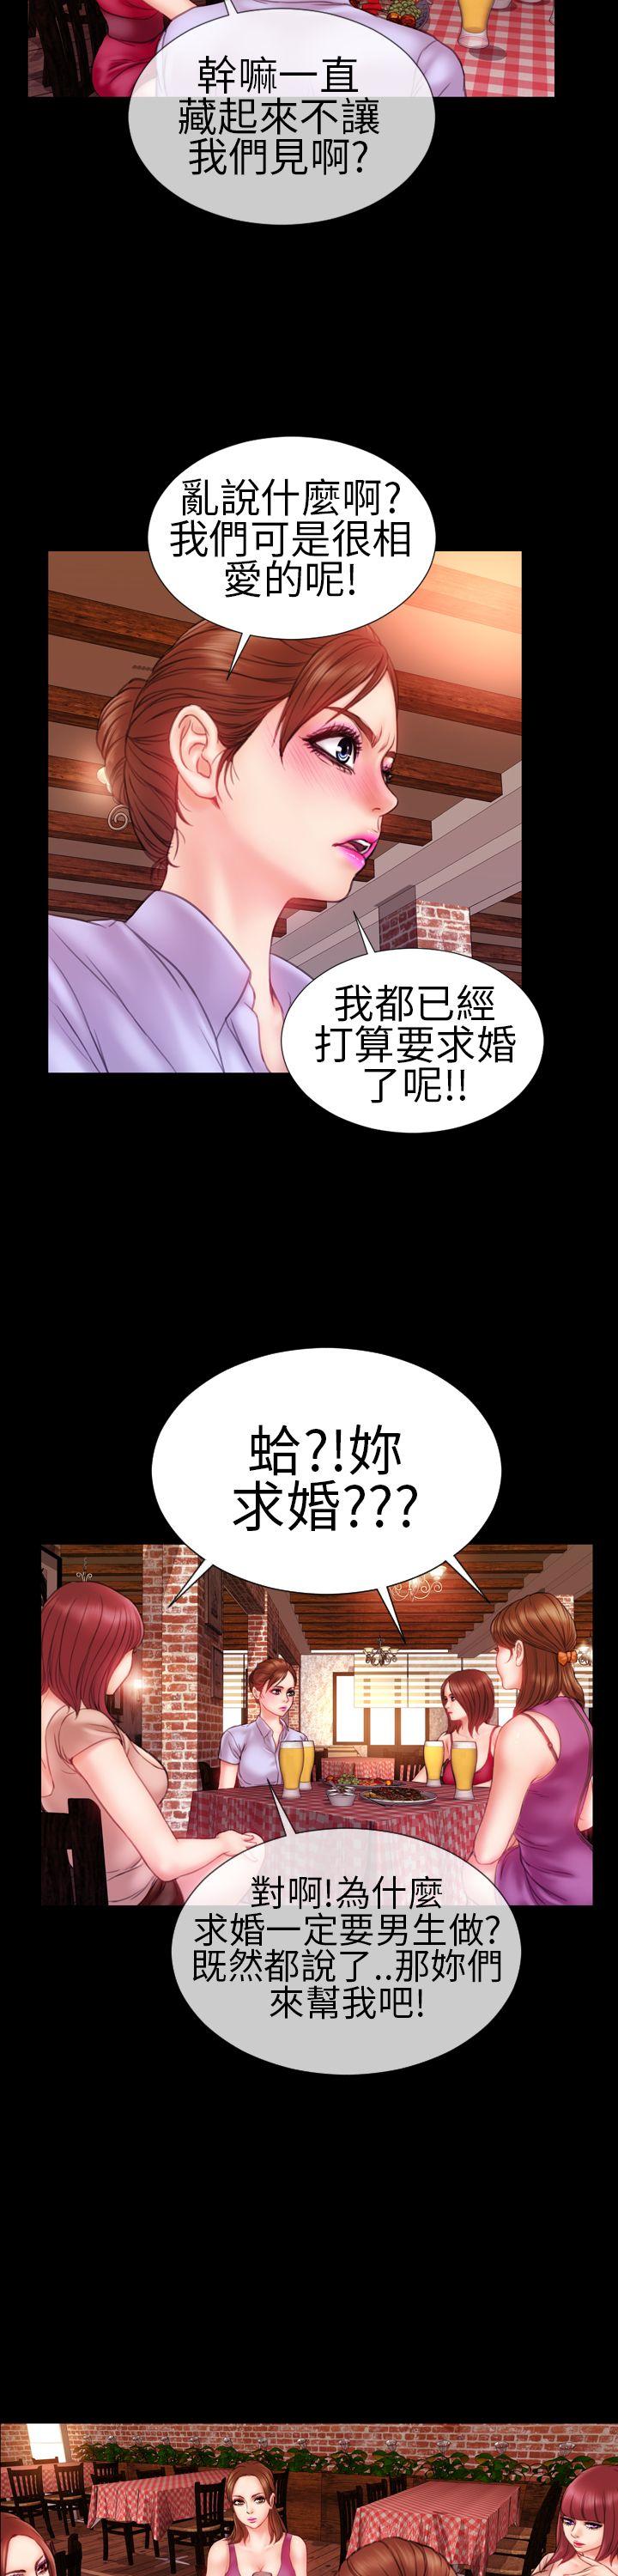 幹嘛一直
藏起來不讓
我們見啊?
亂說什麼啊?
我們可是很相
愛的呢!
我都已經
打算要求婚
了呢!!
蛤?!妳
求婚???
對啊!為什麼
求婚一定要男生做?
既然都說了..那妳們
來幫我吧!